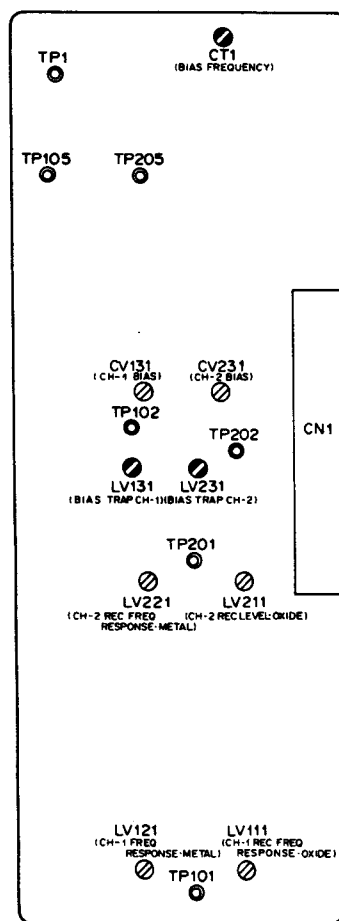 CT1
(BIAS FREQUENCY)
TP1
TP105 TP205
CV131 CV231
(CH-1 BIAS) (CH-2 BIAS)
TP102
TP202
CN1
LV131 LV231
(BIAS TRAP CH-1)(BIAS TRAP CH-2)
TP201
LV221 LV211
(CH-2 REC FREQ (CH-2 REC LEVEL·OXIDE)
RESPONSE·METAL)
LV121 LV111
(CH-1 FREQ (CH-1 REC FREQ
RESPONSE·METAL) RESPONSE·OXIDE)
TP101